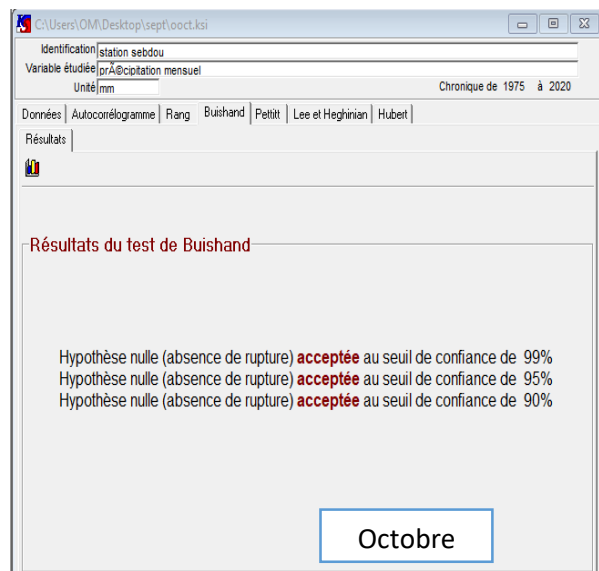 C:\Users\OM\Desktop\sept\ooct.ksi
Identification station sebdou
Variable étudiée prÃ©cipitation mensuel
Unité mm Chronique de 1975 à 2020
Données Autocorrélogramme Rang Buishand Pettitt Lee et Heghinian Hubert
Résultats
Résultats du test de Buishand
Hypothèse nulle (absence de rupture) acceptée au seuil de confiance de 99%
Hypothèse nulle (absence de rupture) acceptée au seuil de confiance de 95%
Hypothèse nulle (absence de rupture) acceptée au seuil de confiance de 90%
Octobre